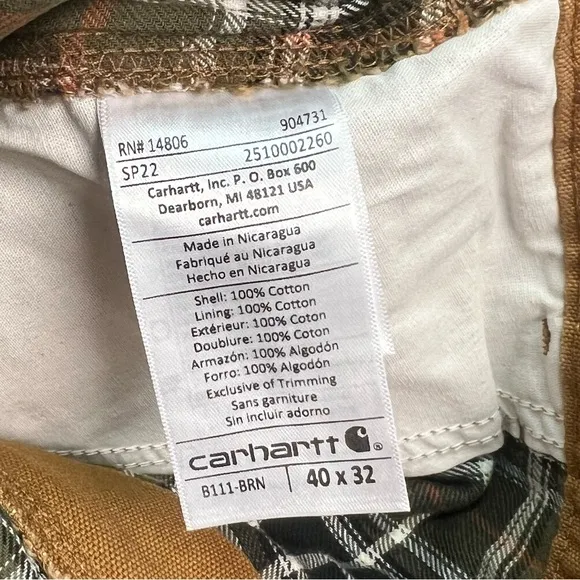 RN# 14806 904731
SP22 2510002260
Carhartt, Inc. P. O. Box 600
Dearborn, MI 48121 USA
carhartt.com
Made in Nicaragua
Fabriqué au Nicaragua
Hecho en Nicaragua
Shell: 100% Cotton
Lining: 100% Cotton
Extérieur: 100% Coton
Doublure: 100% Coton
Armazón: 100% Algodón
Forro: 100% Algodón
Exclusive of Trimming
Sans garniture
Sin incluir adorno
carhartt ®
B111-BRN 40 x 32